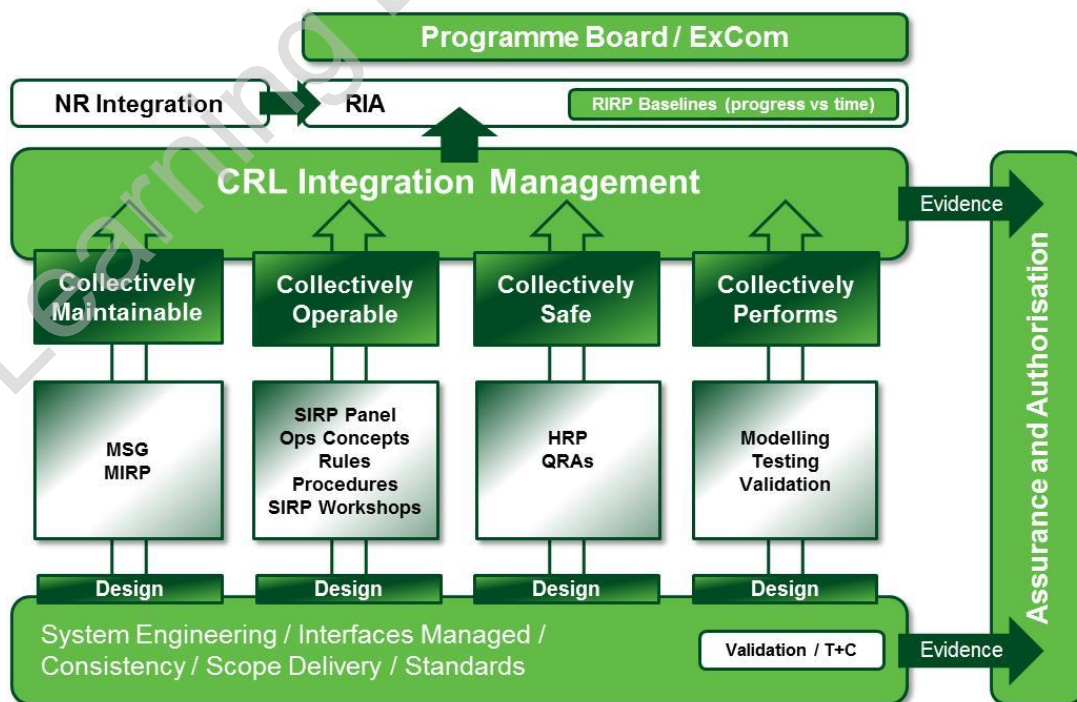 Programme Board / ExCom
NR Integration
RIA
RIRP Baselines (progress vs time)
CRL Integration Management
Evidence
Collectively
Maintainable
Collectively
Operable
Collectively
Safe
Collectively
Performs
MSG
MIRP
SIRP Panel
Ops Concepts
Rules
Procedures
SIRP Workshops
HRP
QRAs
Modelling
Testing
Validation
Design
Design
Design
Design
System Engineering / Interfaces Managed /
Consistency / Scope Delivery / Standards
Validation / T+C
Evidence
Assurance and Authorisation
Learning